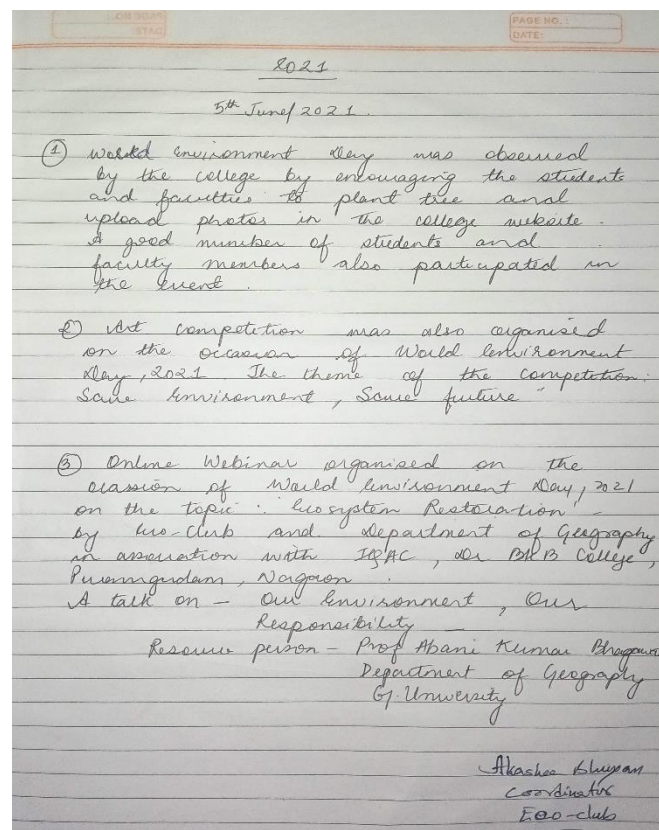 PAGE NO. :
DATE:
2021
5th June/ 2021.
① World Environment Day was observed
by the college by encouraging the students
and faculties to plant tree and
upload photos in the college website.
A good number of students and
faculty members also participated in
the event.
② Art competition was also organised
on the occasion of World Environment
Day, 2021. The theme of the competition:
Save Environment, Save future"
③ Online Webinar organised on the
ocassion of World Environment Day, 2021
on the topic : Ecosystem Restoration' -
by Eco-Club and Department of Geography
in association with IQAC, Dr BKB College,
Puranigudam, Nagaon.
A talk on - Our Environment, Our
Responsibility -
Resource person - Prof Abani Kumar Bhagawati
Department of Geography
G. University
Akashee Bhuyan
Coordinator
Eco-club